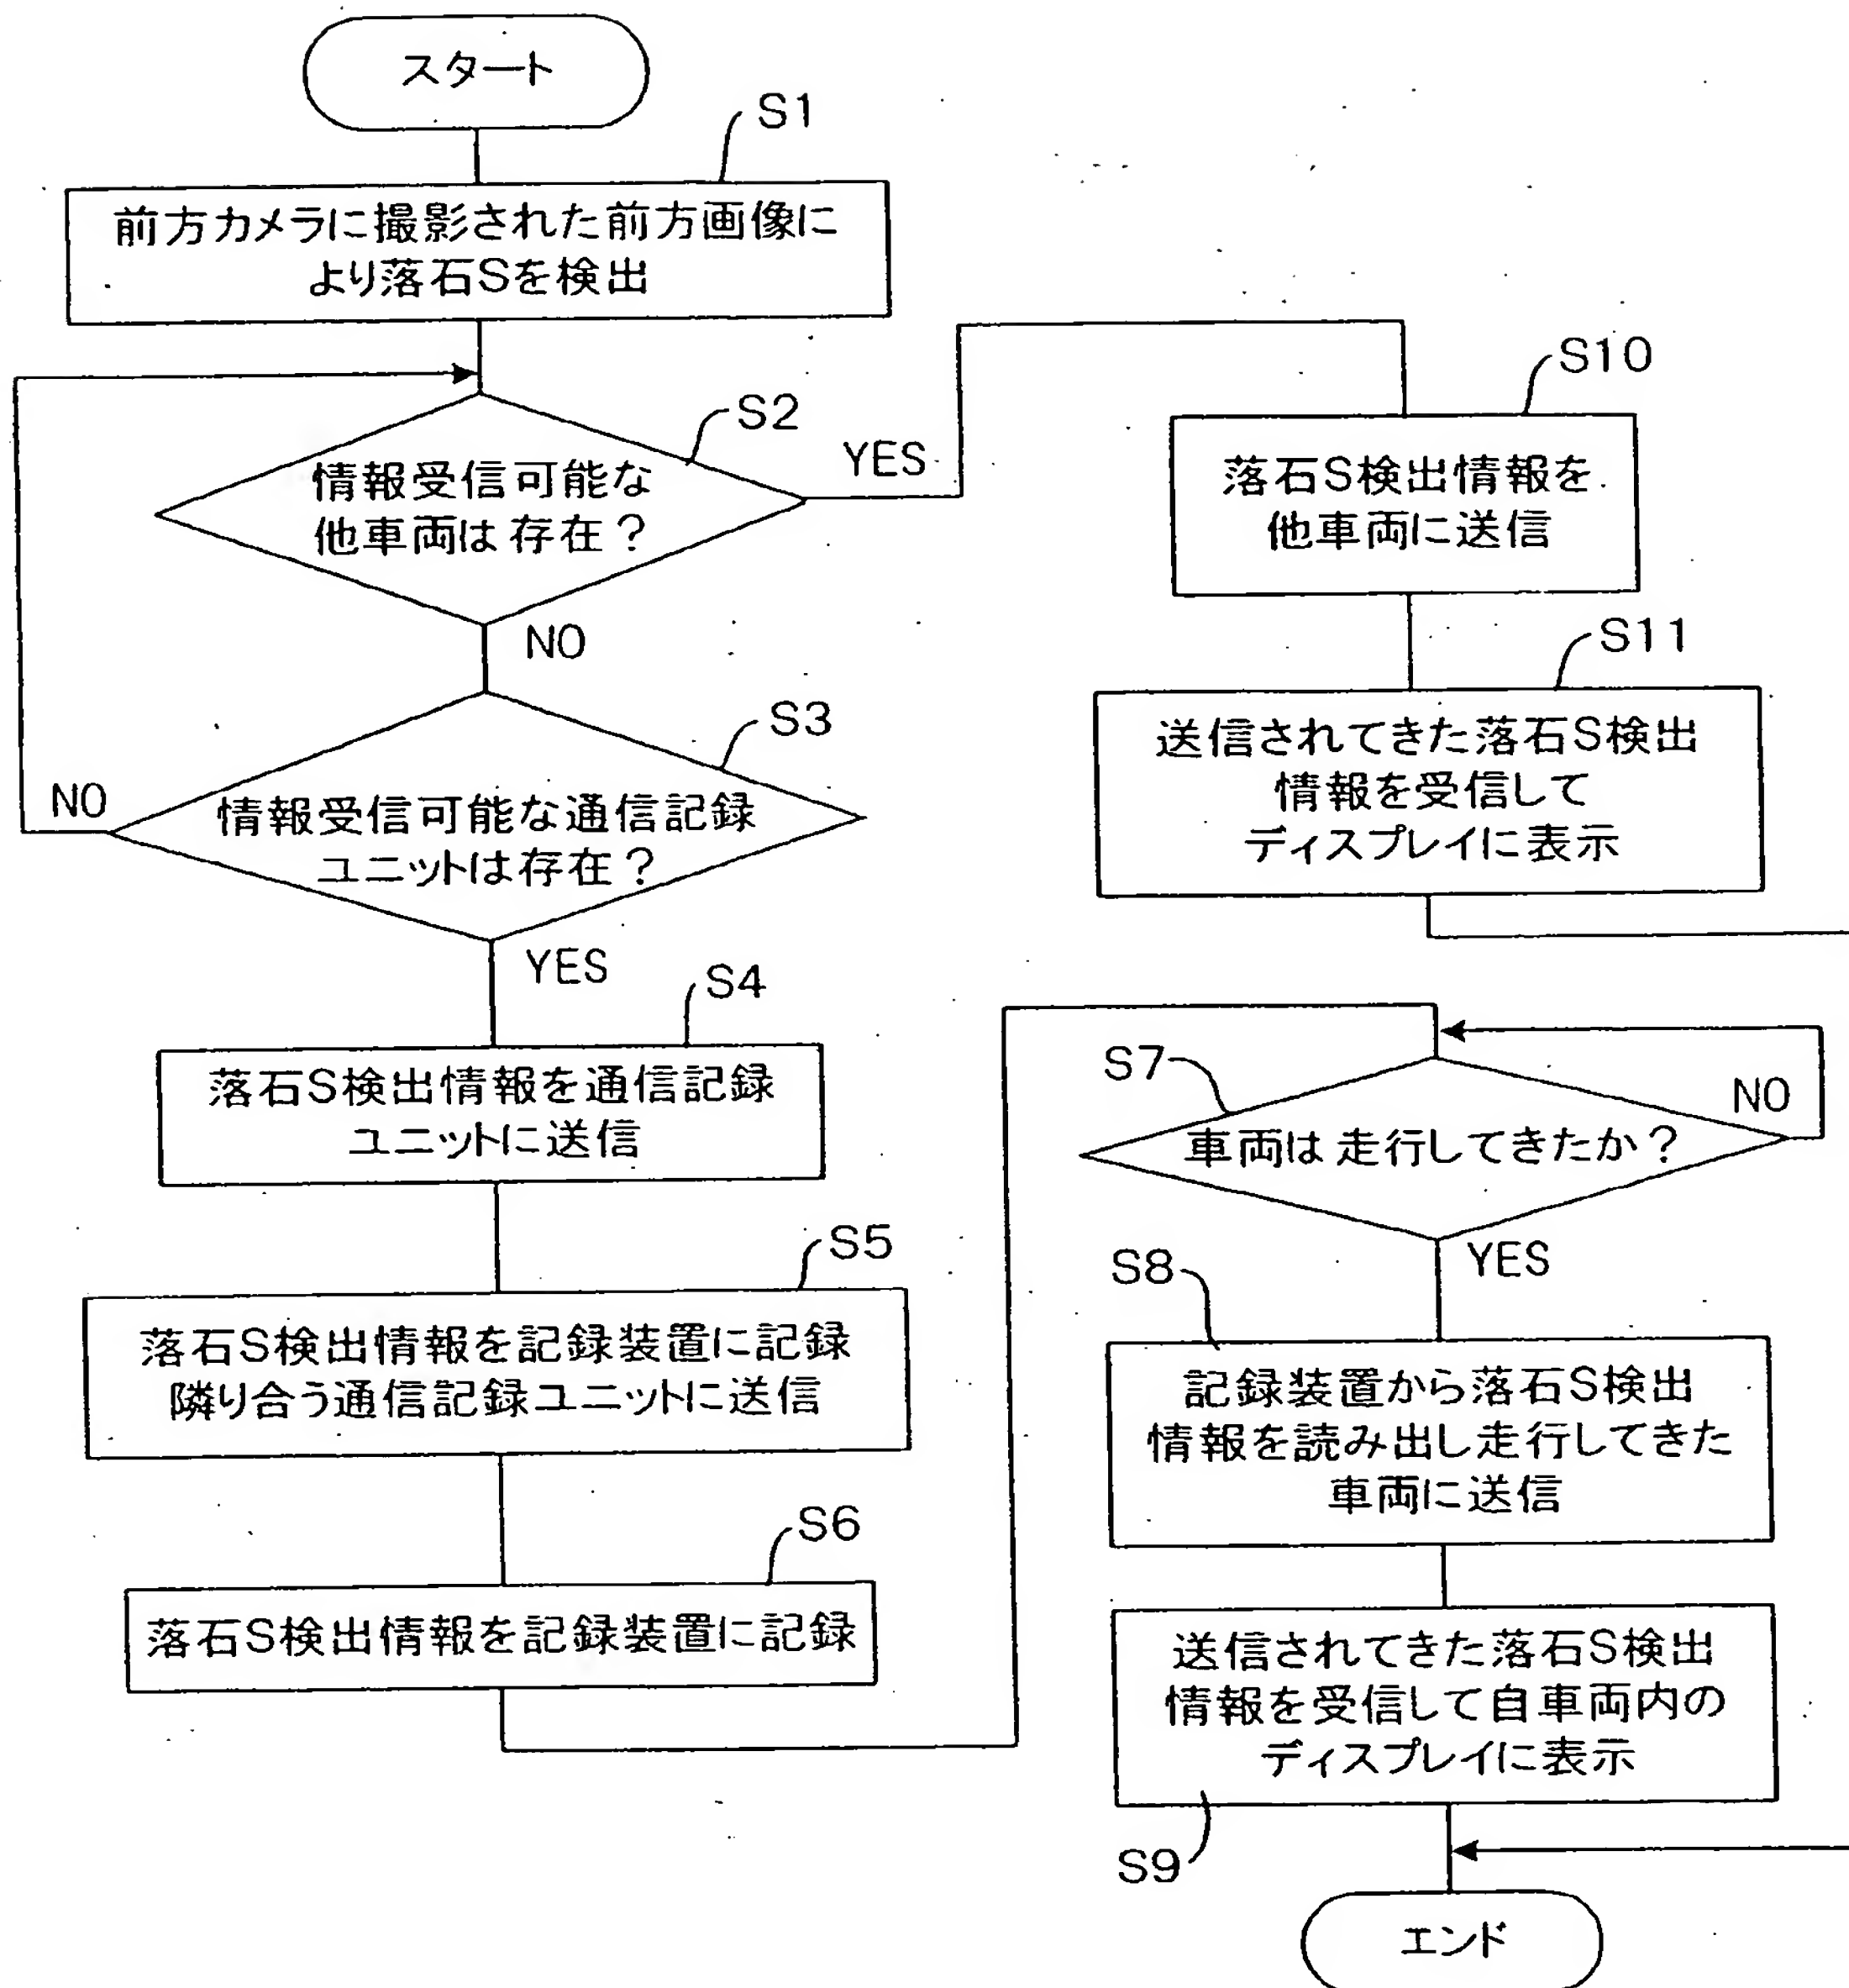 スタート
S1
前方カメラに撮影された前方画像に
より落石Sを検出
S2
情報受信可能な
他車両は存在？
YES
NO
S3
情報受信可能な通信記録
ユニットは存在？
NO
YES
S4
落石S検出情報を通信記録
ユニットに送信
S5
落石S検出情報を記録装置に記録
隣り合う通信記録ユニットに送信
S6
落石S検出情報を記録装置に記録
S10
落石S検出情報を
他車両に送信
S11
送信されてきた落石S検出
情報を受信して
ディスプレイに表示
S7
車両は走行してきたか？
NO
YES
S8
記録装置から落石S検出
情報を読み出し走行してきた
車両に送信
送信されてきた落石S検出
情報を受信して自車両内の
ディスプレイに表示
S9
エンド